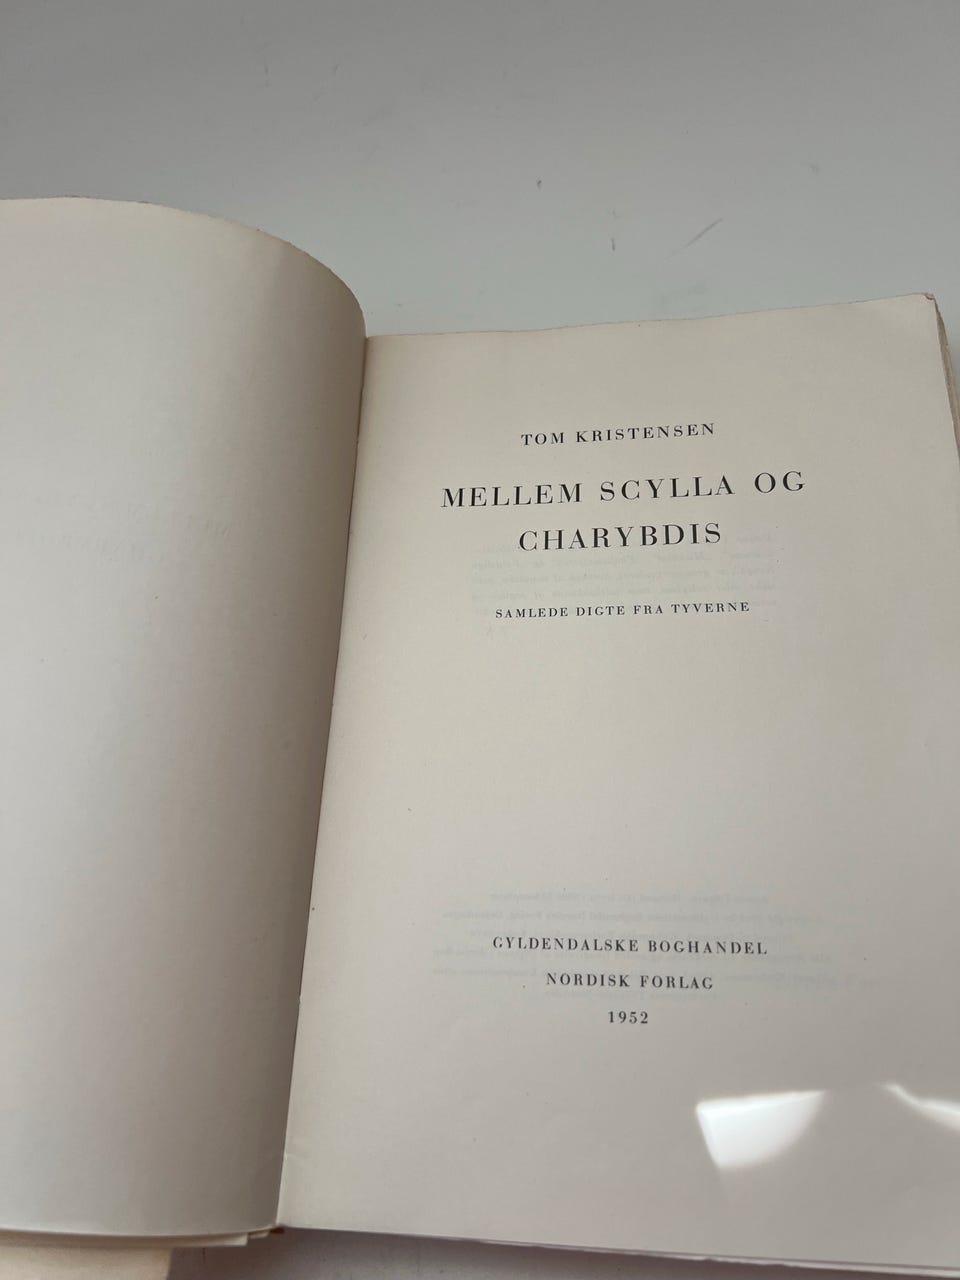 TOM KRISTENSEN
MELLEM SCYLLA OG
CHARYBDIS
SAMLEDE DIGTE FRA TYVERNE
GYLDENDALSKE BOGHANDEL
NORDISK FORLAG
1952